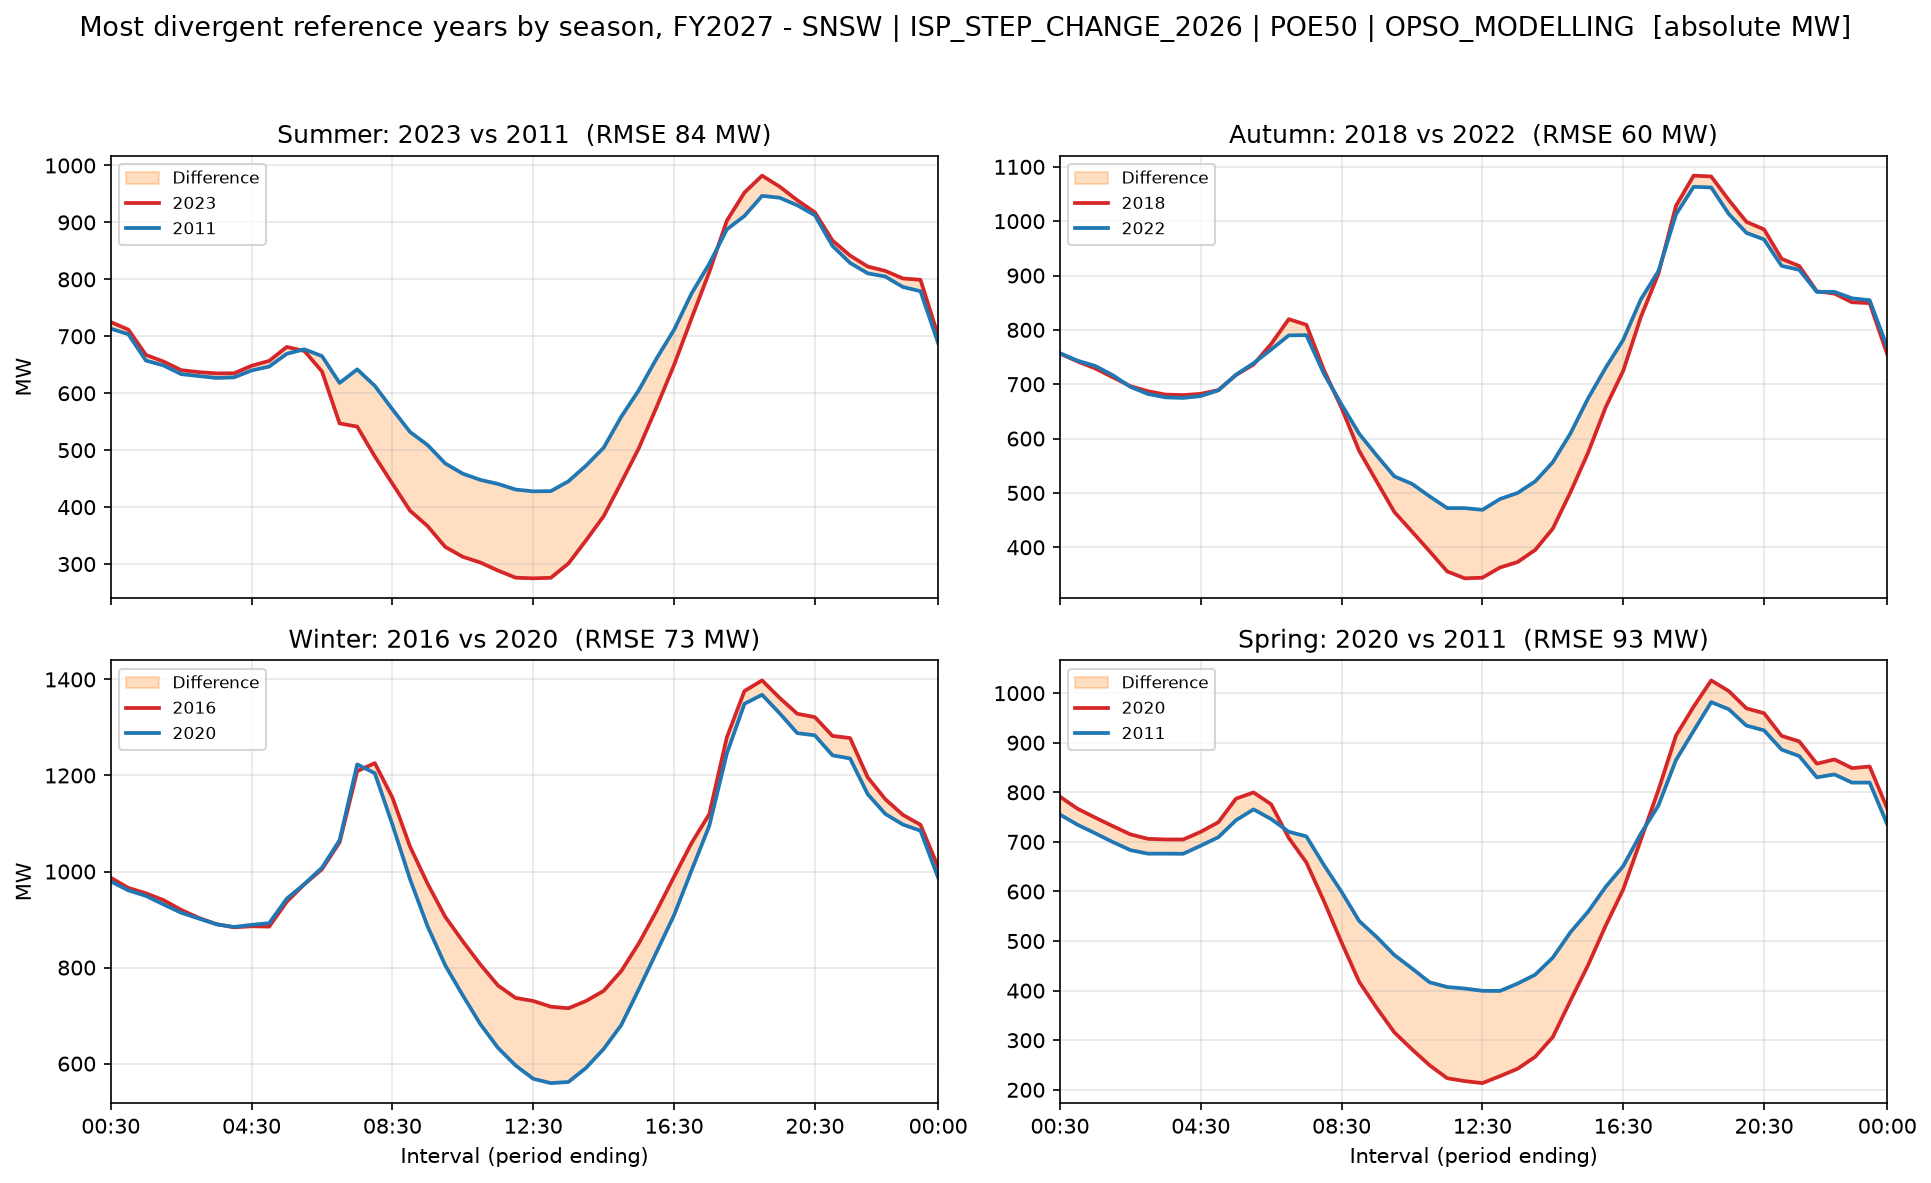 Most divergent reference years by season, FY2027 - SNSW | ISP_STEP_CHANGE_2026 | POE50 | OPSO_MODELLING  [absolute MW]
Summer: 2023 vs 2011  (RMSE 84 MW)
Difference
2023
2011
1000
900
800
700
600
500
400
300
MW
Autumn: 2018 vs 2022  (RMSE 60 MW)
Difference
2018
2022
1100
1000
900
800
700
600
500
400
Winter: 2016 vs 2020  (RMSE 73 MW)
Difference
2016
2020
1400
1200
1000
800
600
MW
00:30 04:30 08:30 12:30 16:30 20:30 00:00
Interval (period ending)
Spring: 2020 vs 2011  (RMSE 93 MW)
Difference
2020
2011
1000
900
800
700
600
500
400
300
200
00:30 04:30 08:30 12:30 16:30 20:30 00:00
Interval (period ending)